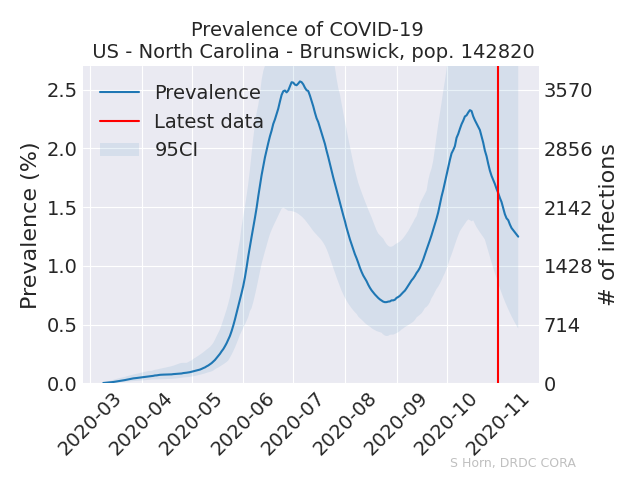 Prevalence of COVID-19
US - North Carolina - Brunswick, pop. 142820
Prevalence
Latest data
95CI
Prevalence (%)
2.5
2.0
1.5
1.0
0.5
0.0
3570
2856
2142
1428
714
0
# of infections
2020-03
2020-04
2020-05
2020-06
2020-07
2020-08
2020-09
2020-10
2020-11
S Horn, DRDC CORA